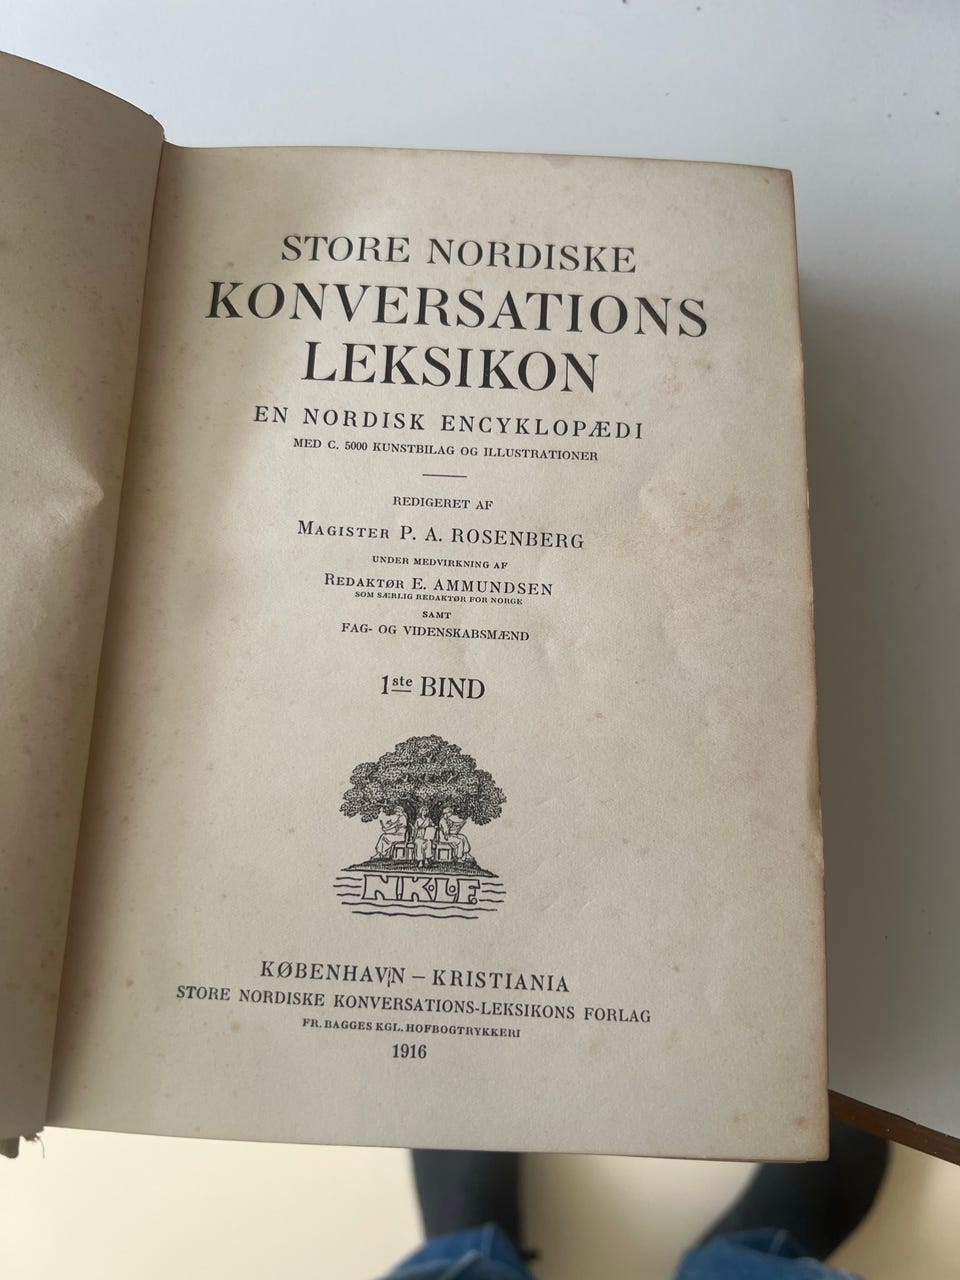 STORE NORDISKE
KONVERSATIONS
LEKSIKON
EN NORDISK ENCYKLOPÆDI
MED C. 5000 KUNSTBILAG OG ILLUSTRATIONER
REDIGERET AF
MAGISTER P. A. ROSENBERG
UNDER MEDVIRKNING AF
REDAKTØR E. AMMUNDSEN
SOM SÆRLIG REDAKTØR FOR NORGE
SAMT
FAG- OG VIDENSKABSMÆND
1ste BIND
N.K.L.F.
KØBENHAVN – KRISTIANIA
STORE NORDISKE KONVERSATIONS-LEKSIKONS FORLAG
FR. BAGGES KGL. HOFBOGTRYKKERI
1916